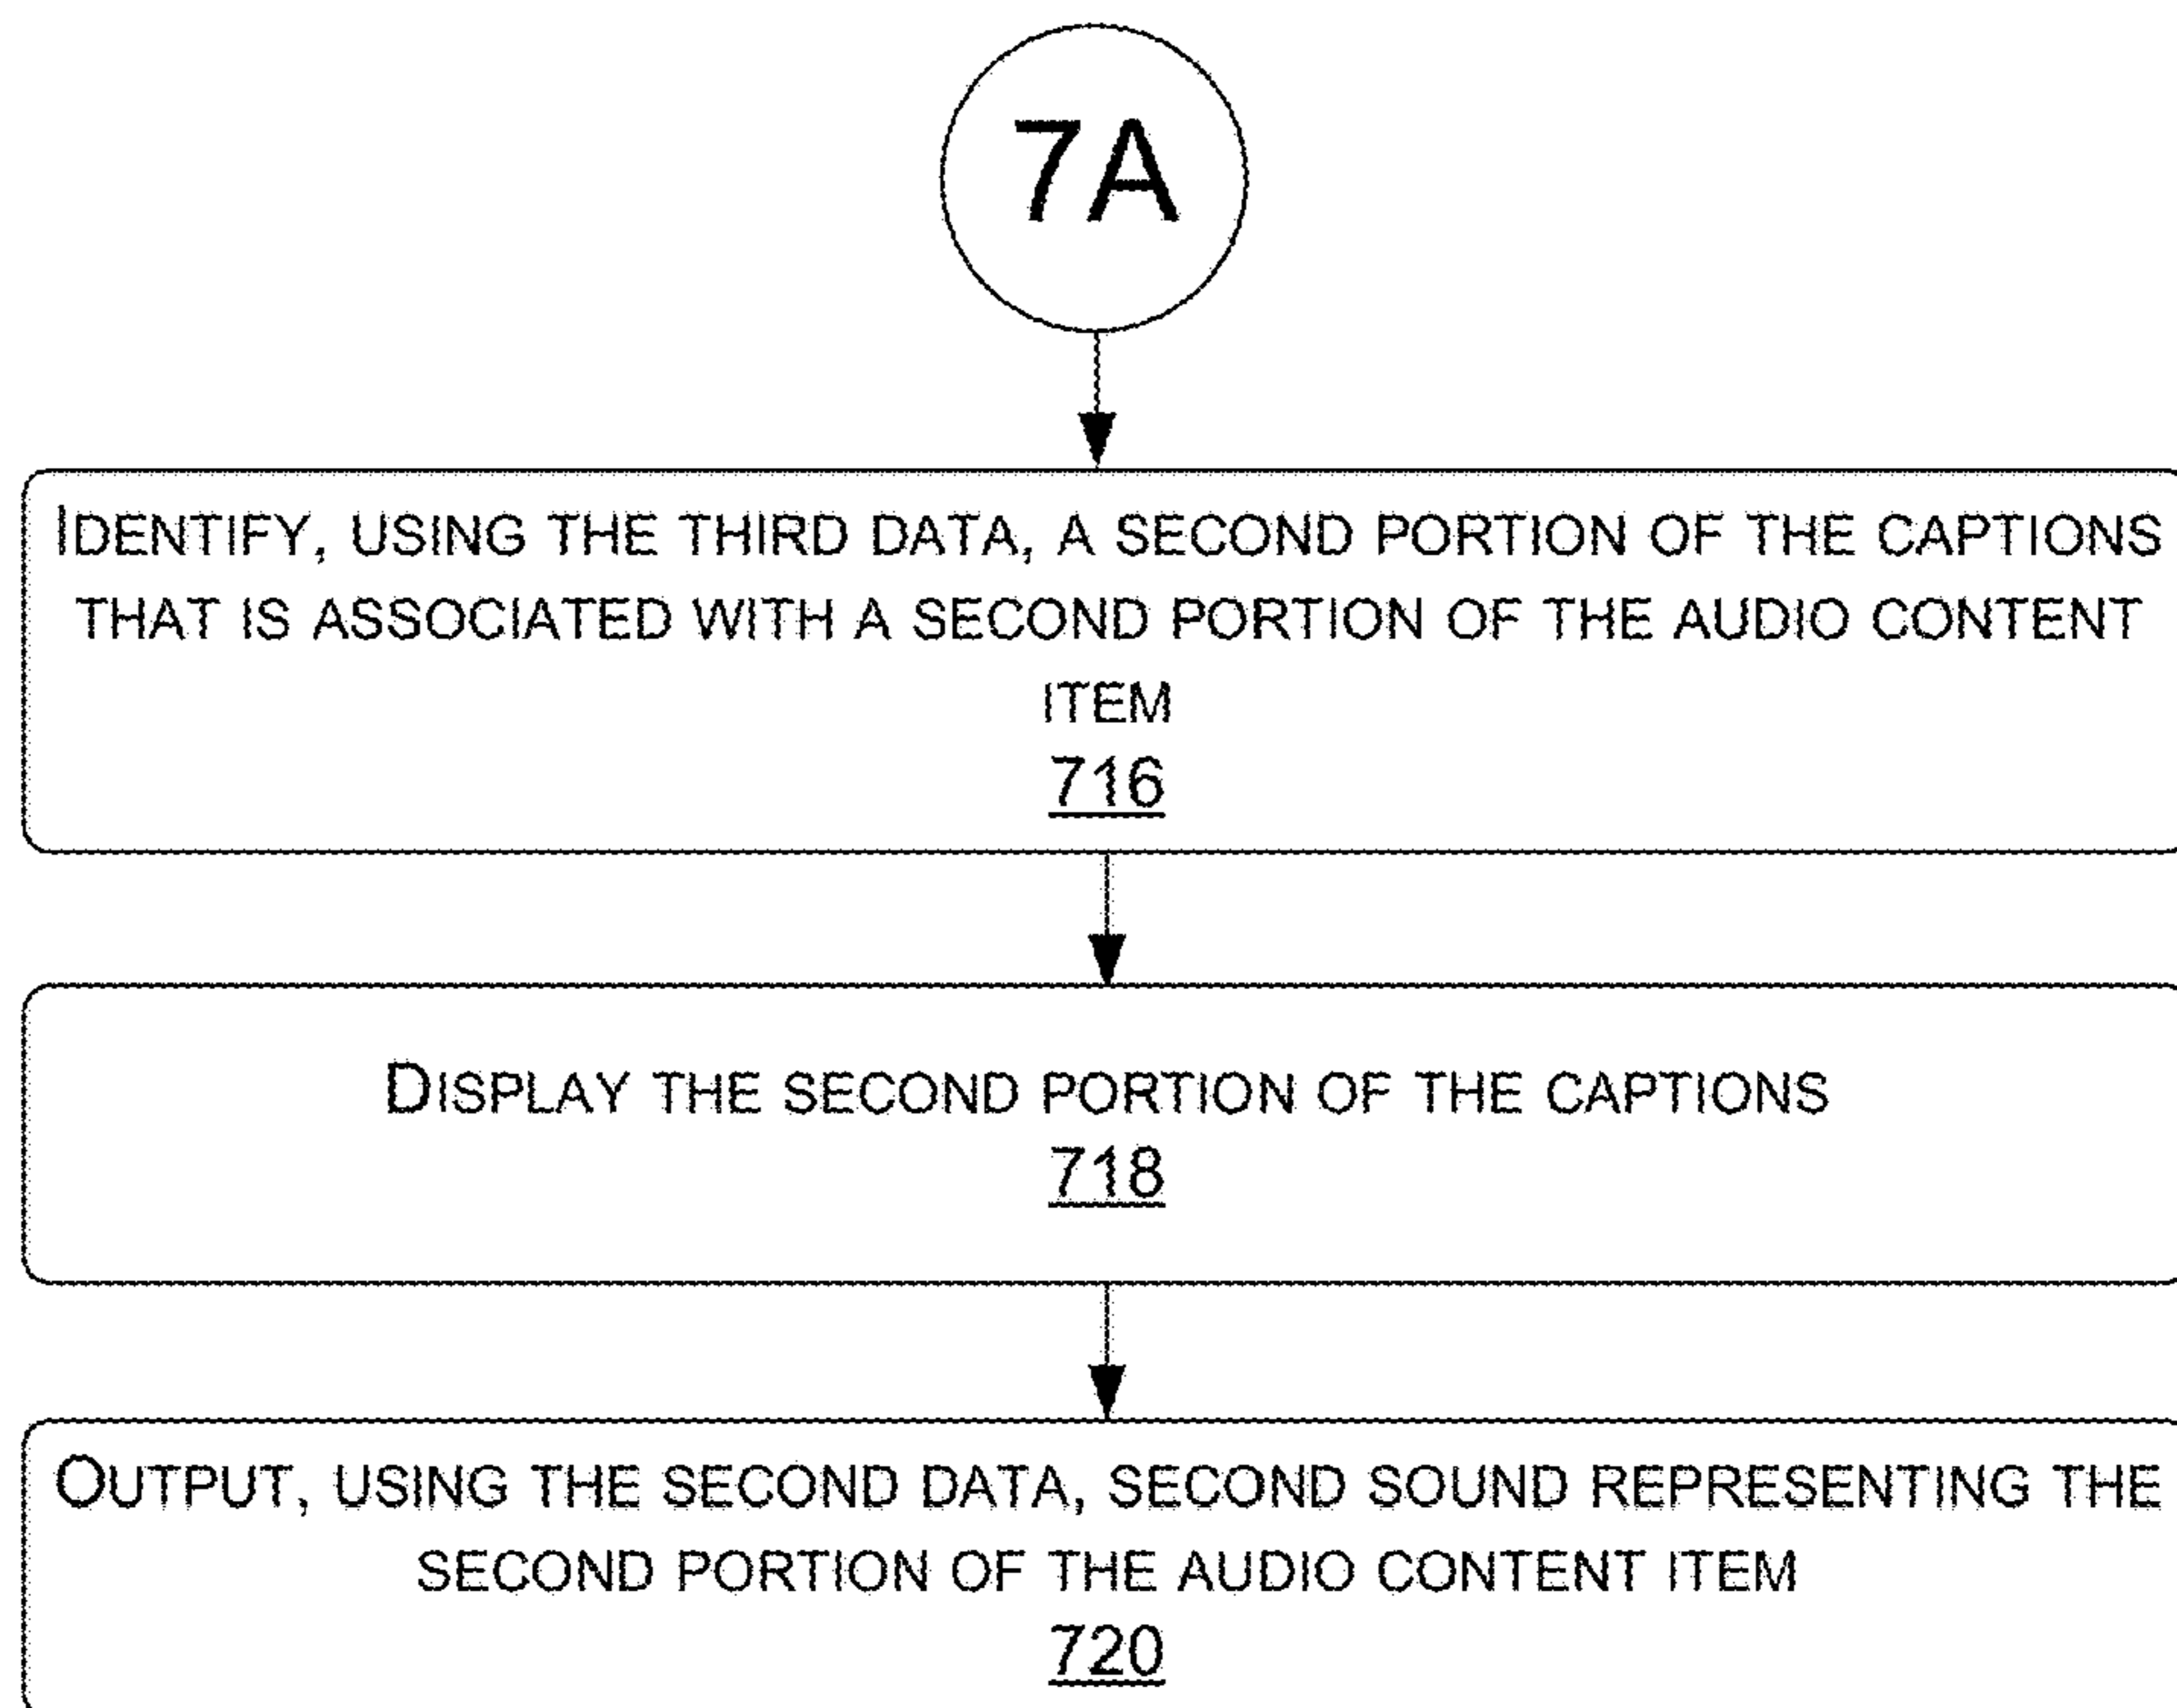 7A
IDENTIFY, USING THE THIRD DATA, A SECOND PORTION OF THE CAPTIONS
THAT IS ASSOCIATED WITH A SECOND PORTION OF THE AUDIO CONTENT
ITEM
716
DISPLAY THE SECOND PORTION OF THE CAPTIONS
718
OUTPUT, USING THE SECOND DATA, SECOND SOUND REPRESENTING THE
SECOND PORTION OF THE AUDIO CONTENT ITEM
720